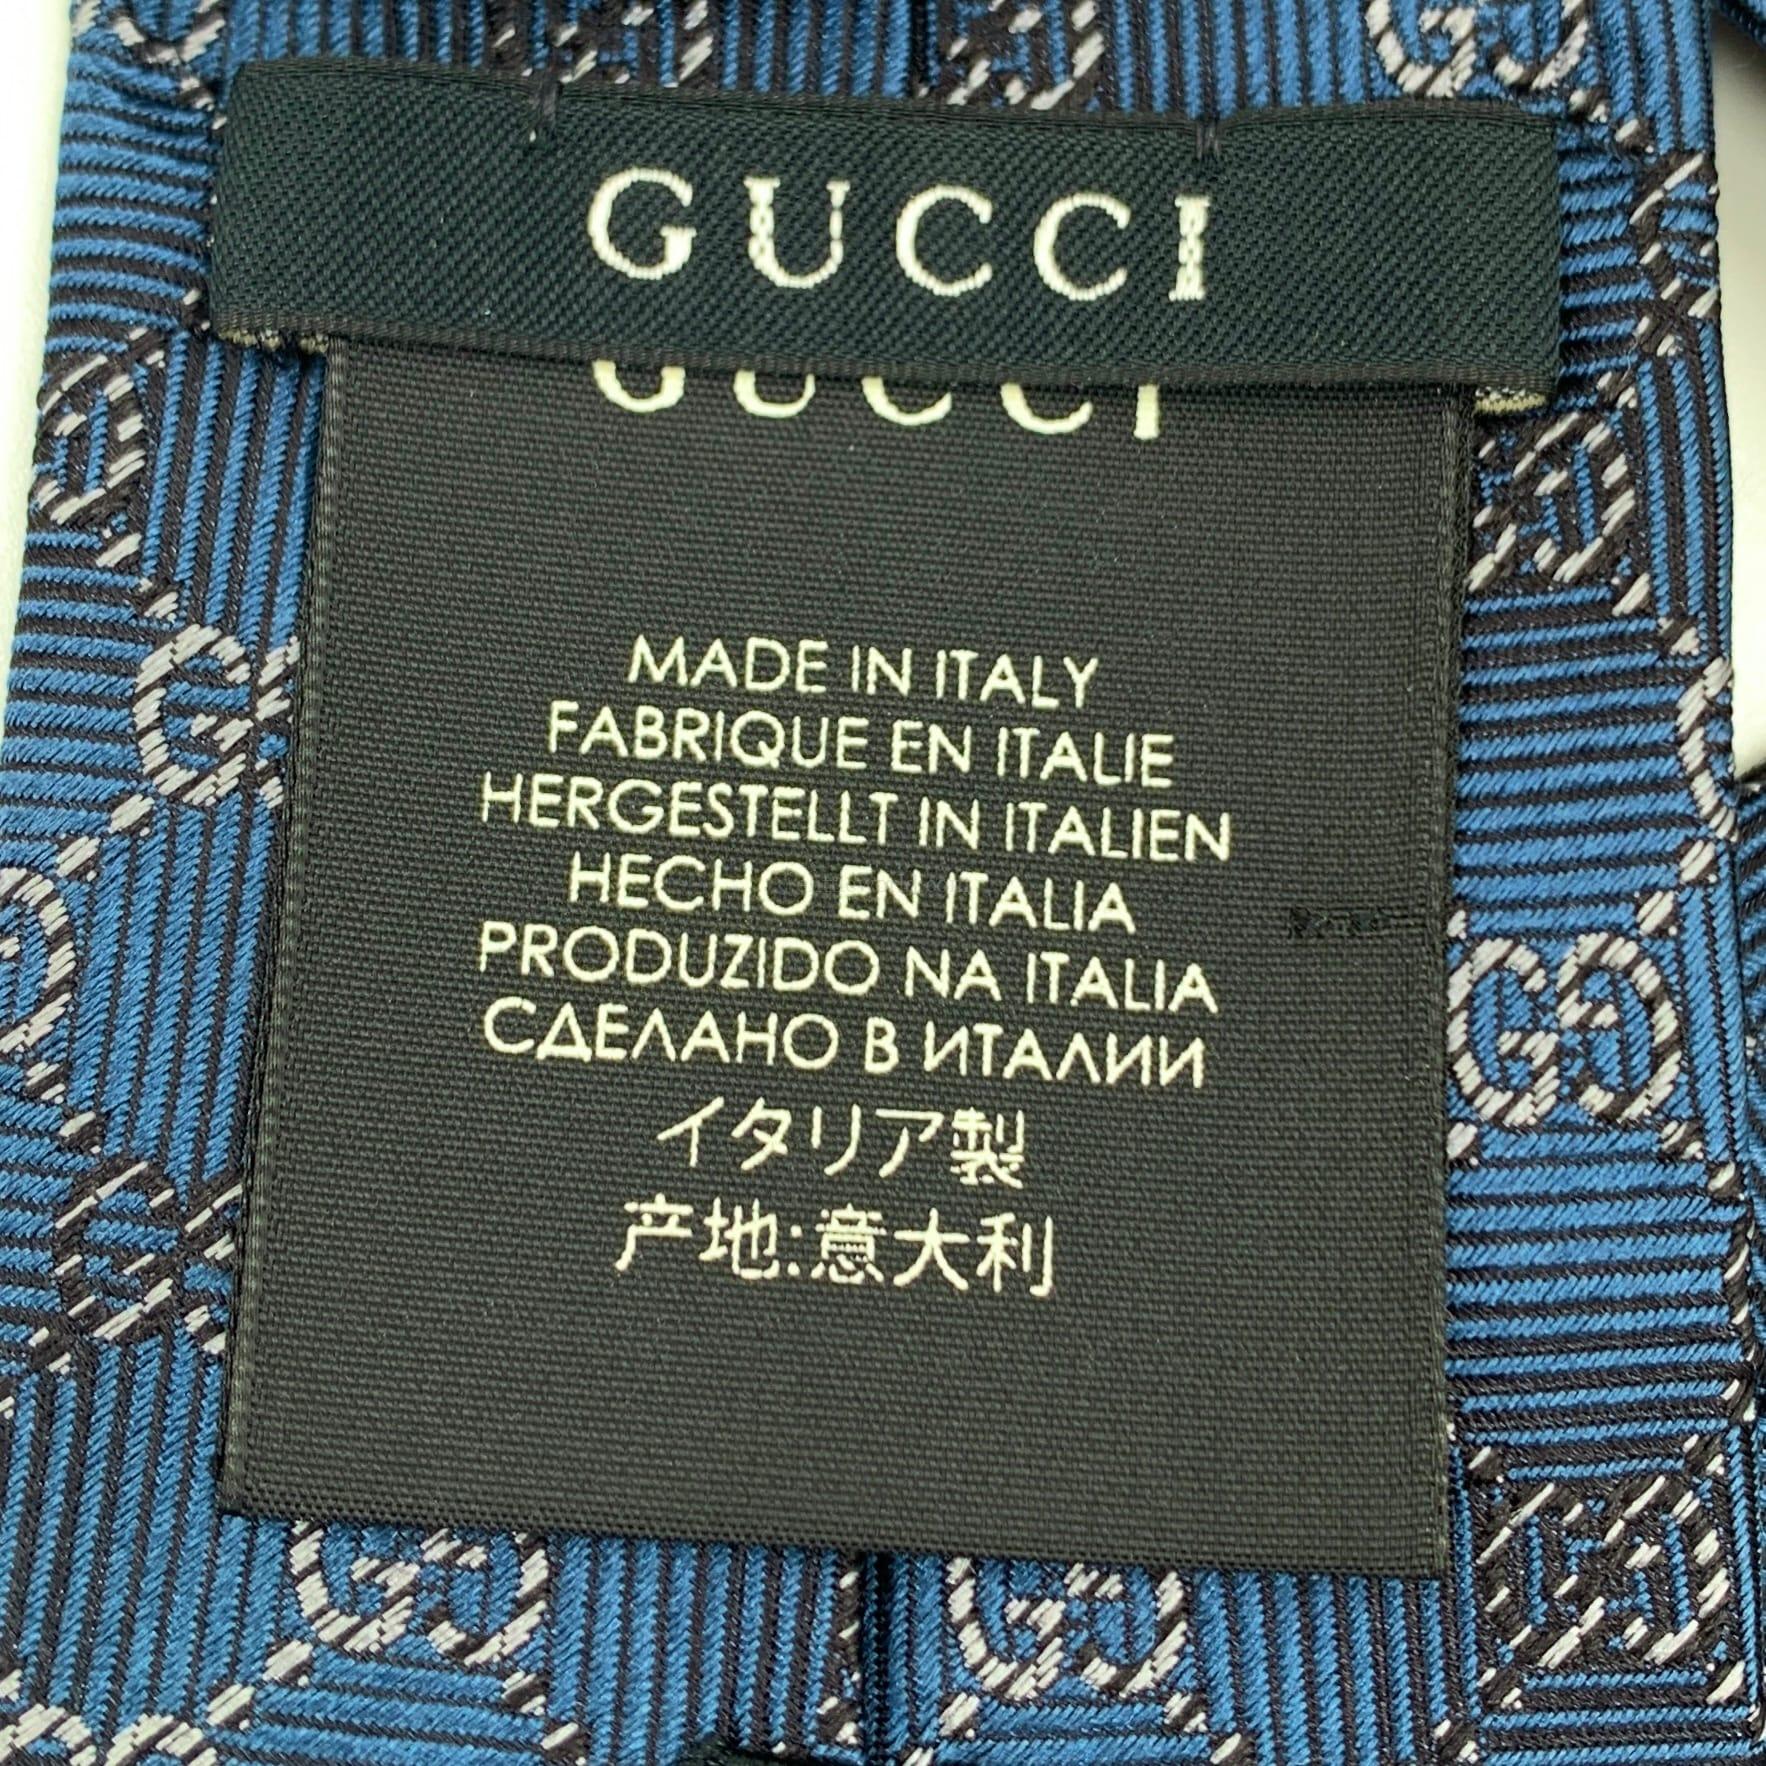 GUCCI
GUCCI
MADE IN ITALY
FABRIQUE EN ITALIE
HERGESTELLT IN ITALIEN
HECHO EN ITALIA
PRODUZIDO NA ITALIA
СДЕЛАНО В ИТАЛИИ
イタリア製
产地:意大利